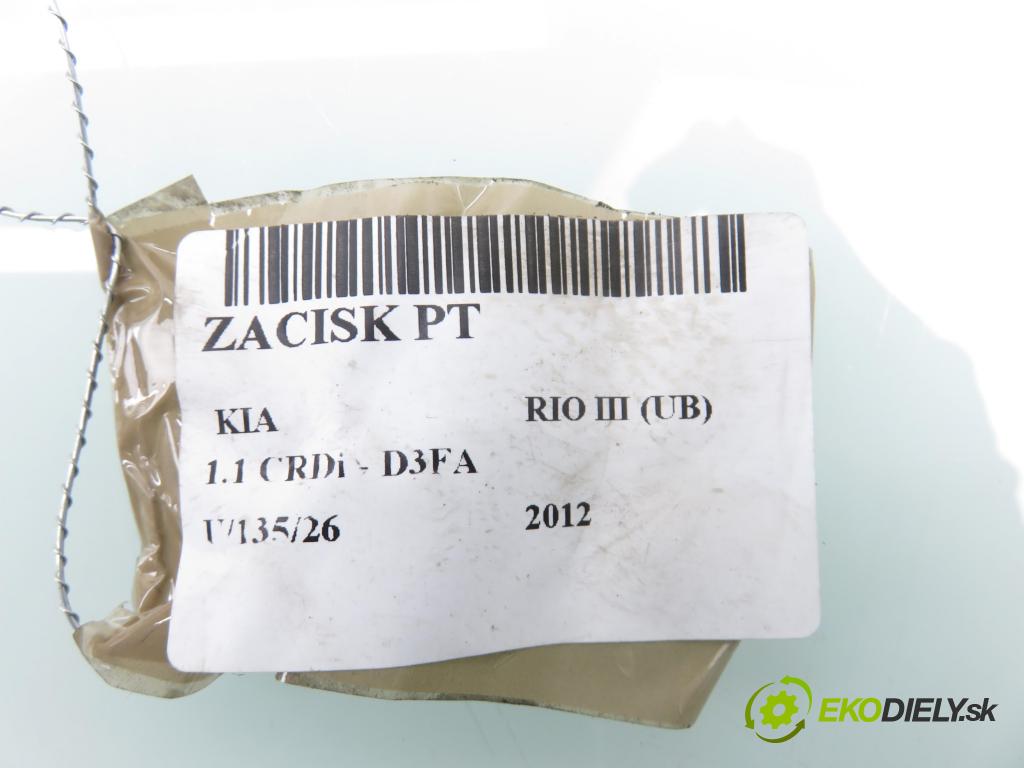 ZACISK PT
KIA RIO III (UB)
1.1 CRDi - D3FA
U/135/26 2012
EKODIELY.sk